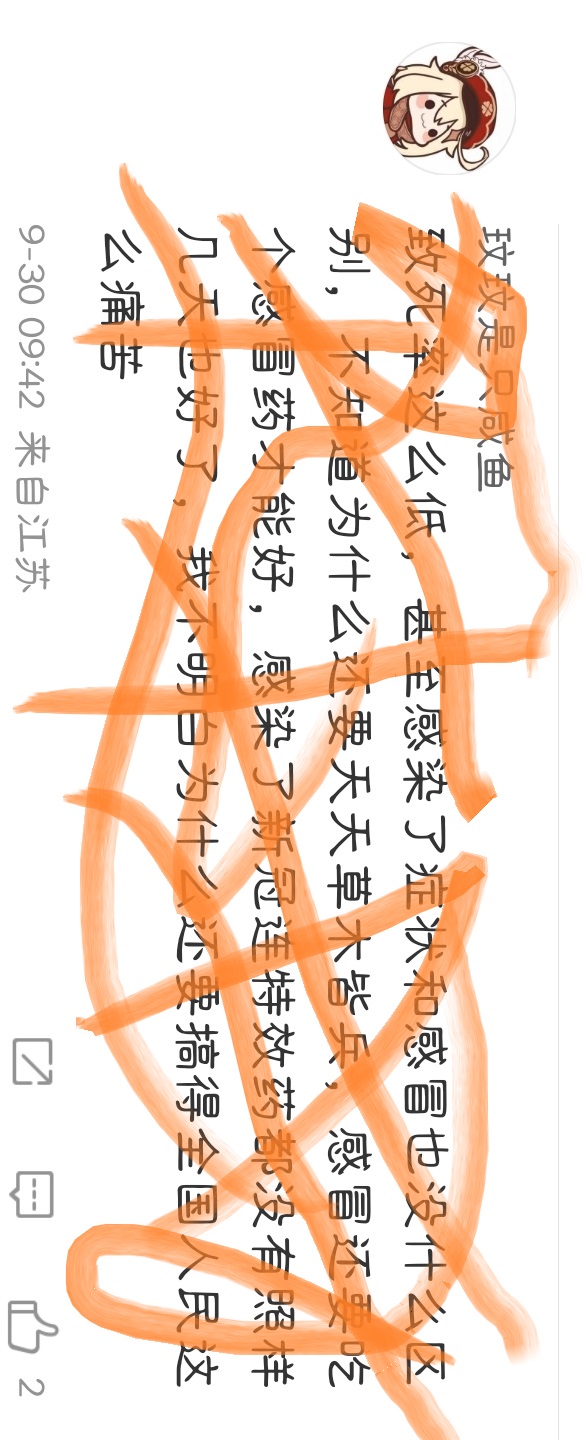 玟玟是只咸鱼
致死率这么低，甚至感染了症状和感冒也没什么区
别，不知道为什么还要天天草木皆兵，感冒还要吃
个感冒药才能好，感染了新冠连特效药都没有照样
几天也好了，我不明白为什么还要搞得全国人民这
么痛苦
9-30 09:42 来自江苏
2